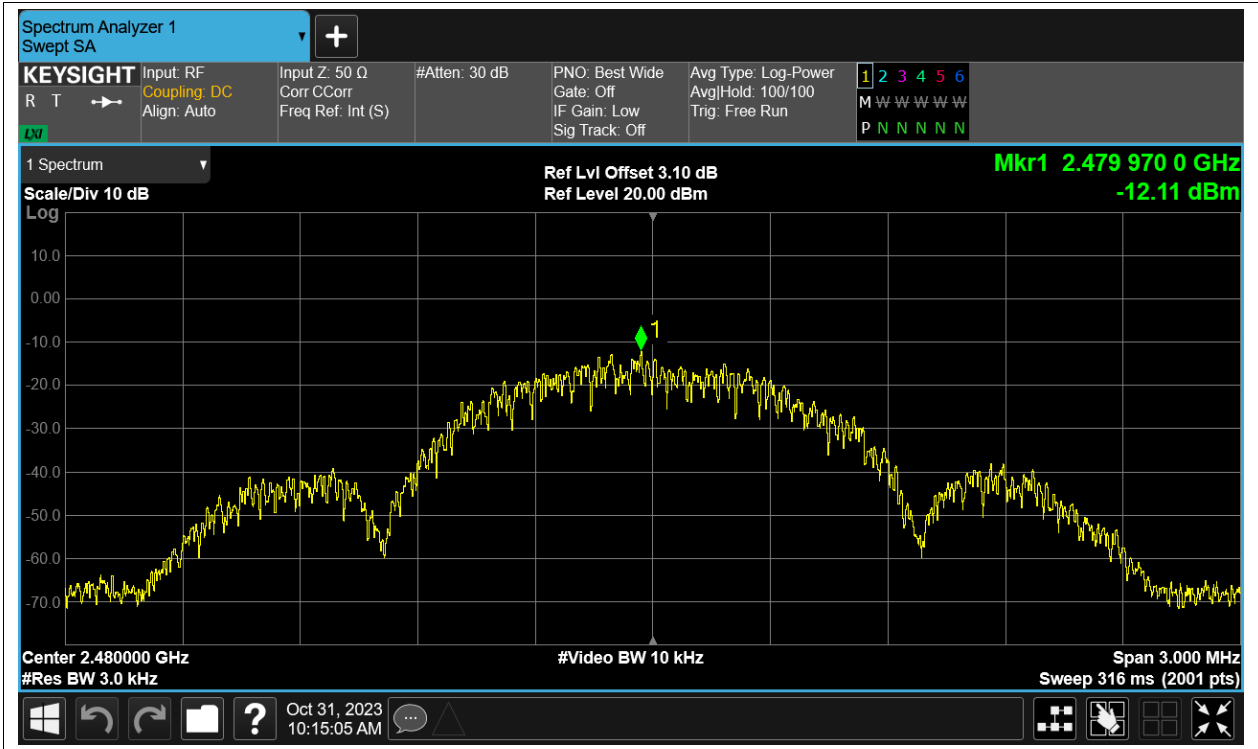 Spectrum Analyzer 1
Swept SA
KEYSIGHT
R T
LXI
Input: RF
Coupling: DC
Align: Auto
Input Z: 50 Ω
Corr CCorr
Freq Ref: Int (S)
#Atten: 30 dB
PNO: Best Wide
Gate: Off
IF Gain: Low
Sig Track: Off
Avg Type: Log-Power
Avg|Hold: 100/100
Trig: Free Run
1 2 3 4 5 6
M W W W W W W
P N N N N N
1 Spectrum
Scale/Div 10 dB
Log
Ref Lvl Offset 3.10 dB
Ref Level 20.00 dBm
Mkr1 2.479 970 0 GHz
-12.11 dBm
10.0
0.00
-10.0
-20.0
-30.0
-40.0
-50.0
-60.0
-70.0
1
Center 2.480000 GHz
#Res BW 3.0 kHz
#Video BW 10 kHz
Span 3.000 MHz
Sweep 316 ms (2001 pts)
?
Oct 31, 2023
10:15:05 AM